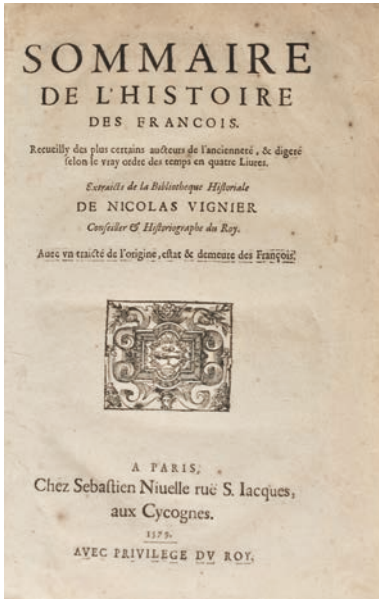 SOMMAIRE
DE L'HISTOIRE
DES FRANCOIS.
Recueilly des plus certains aucteurs de l'ancienneté, & digeré
selon le vray ordre des temps en quatre Liures.
Extraicte de la Bibliotheque Historiale
DE NICOLAS VIGNIER
Conseiller & Historiographe du Roy.
Auec vn traicté de l'origine, estat & demeure des François.
A PARIS,
Chez Sebastien Niuelle rue S. Iacques,
aux Cycognes.
1579.
AVEC PRIVILEGE DV ROY.